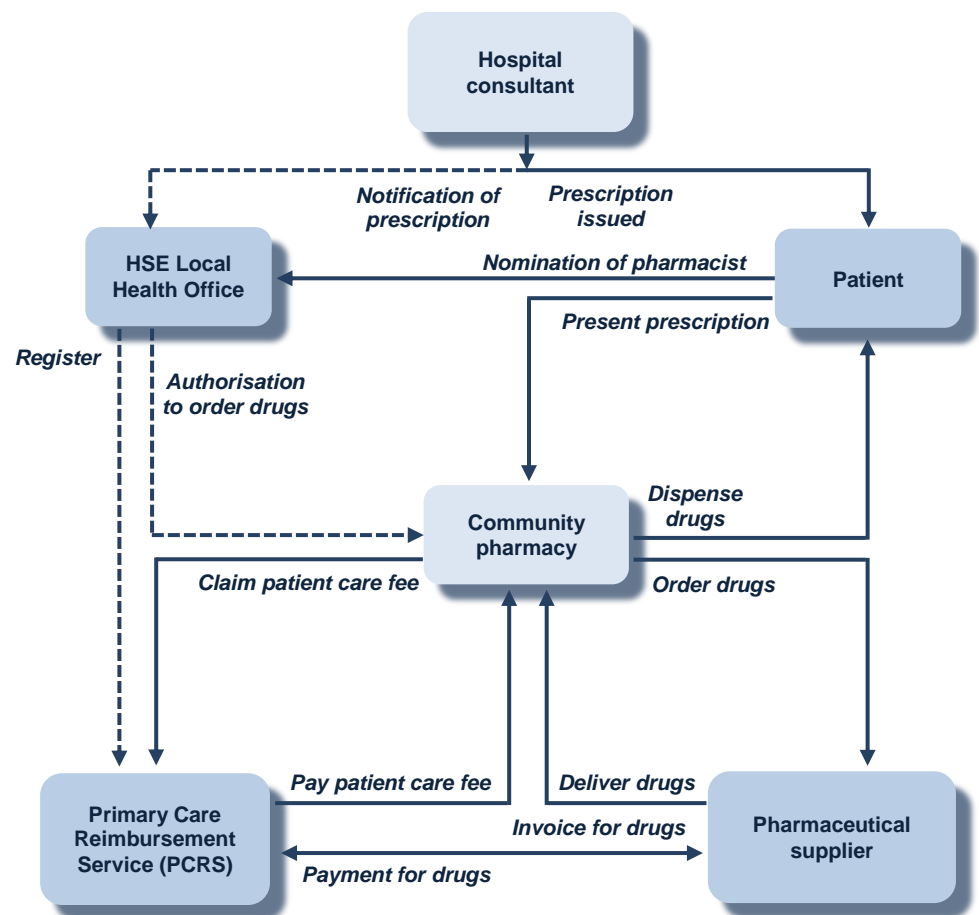 Hospital
consultant
Notification of
prescription
Prescription
issued
HSE Local
Health Office
Nomination of pharmacist
Patient
Present prescription
Register
Authorisation
to order drugs
Community
pharmacy
Dispense
drugs
Claim patient care fee
Order drugs
Primary Care
Reimbursement
Service (PCRS)
Pay patient care fee
Deliver drugs
Invoice for drugs
Payment for drugs
Pharmaceutical
supplier